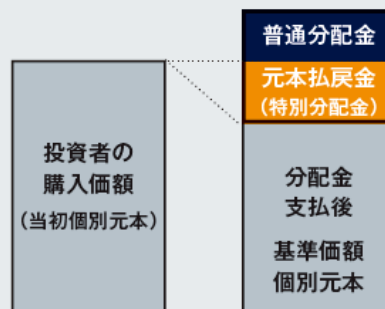 普通分配金
元本払戻金
（特別分配金）
投資者の
購入価額
（当初個別元本）
分配金
支払後
基準価額
個別元本